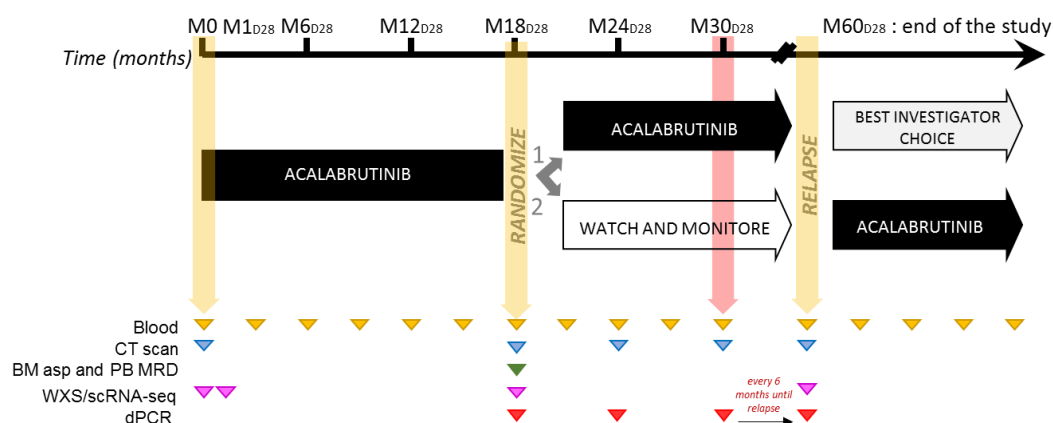 M0 M1D28 M6D28 M12D28 M18D28 M24D28 M30D28 M60D28 : end of the study
Time (months)
ACALABRUTINIB
RANDOMIZE
1
2
ACALABRUTINIB
WATCH AND MONITORE
RELAPSE
BEST INVESTIGATOR
CHOICE
ACALABRUTINIB
Blood
CT scan
BM asp and PB MRD
WXS/scRNA-seq
dPCR
every 6
months until
relapse